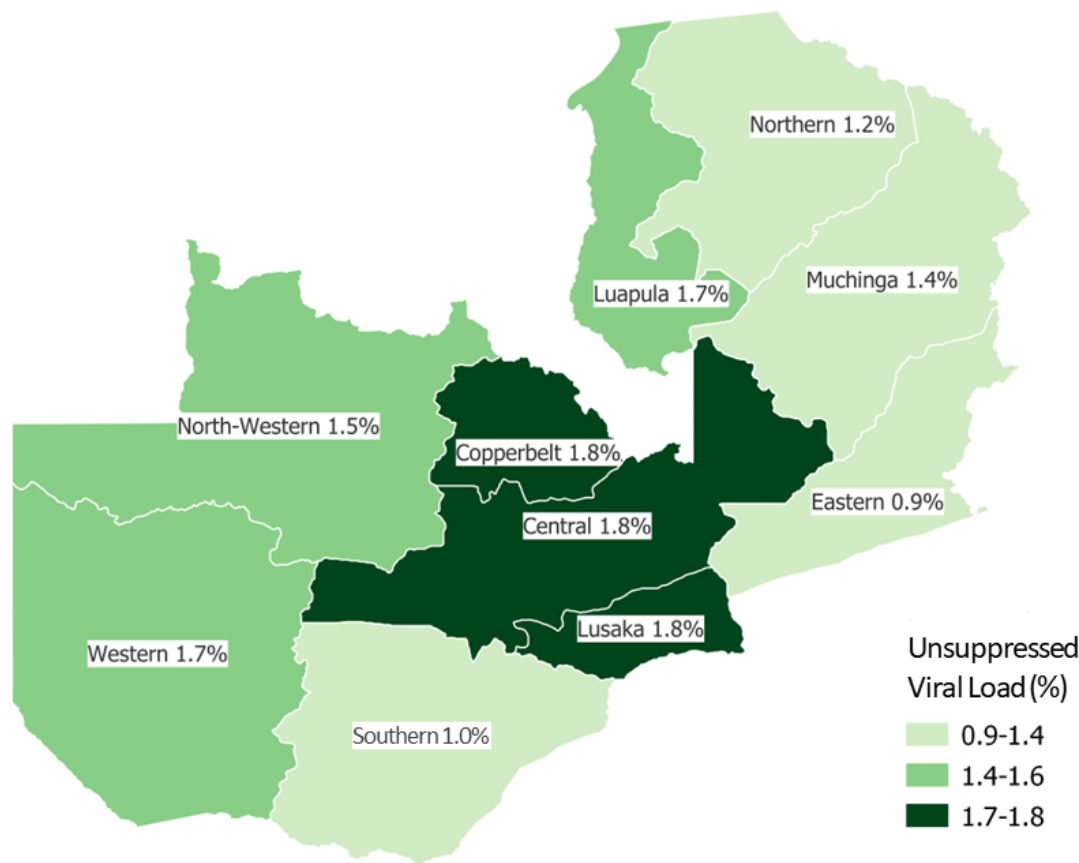 Northern 1.2%
Muchinga 1.4%
Luapula 1.7%
North-Western 1.5%
Copperbelt 1.8%
Eastern 0.9%
Central 1.8%
Lusaka 1.8%
Western 1.7%
Southern 1.0%
Unsuppressed
Viral Load (%)
0.9-1.4
1.4-1.6
1.7-1.8